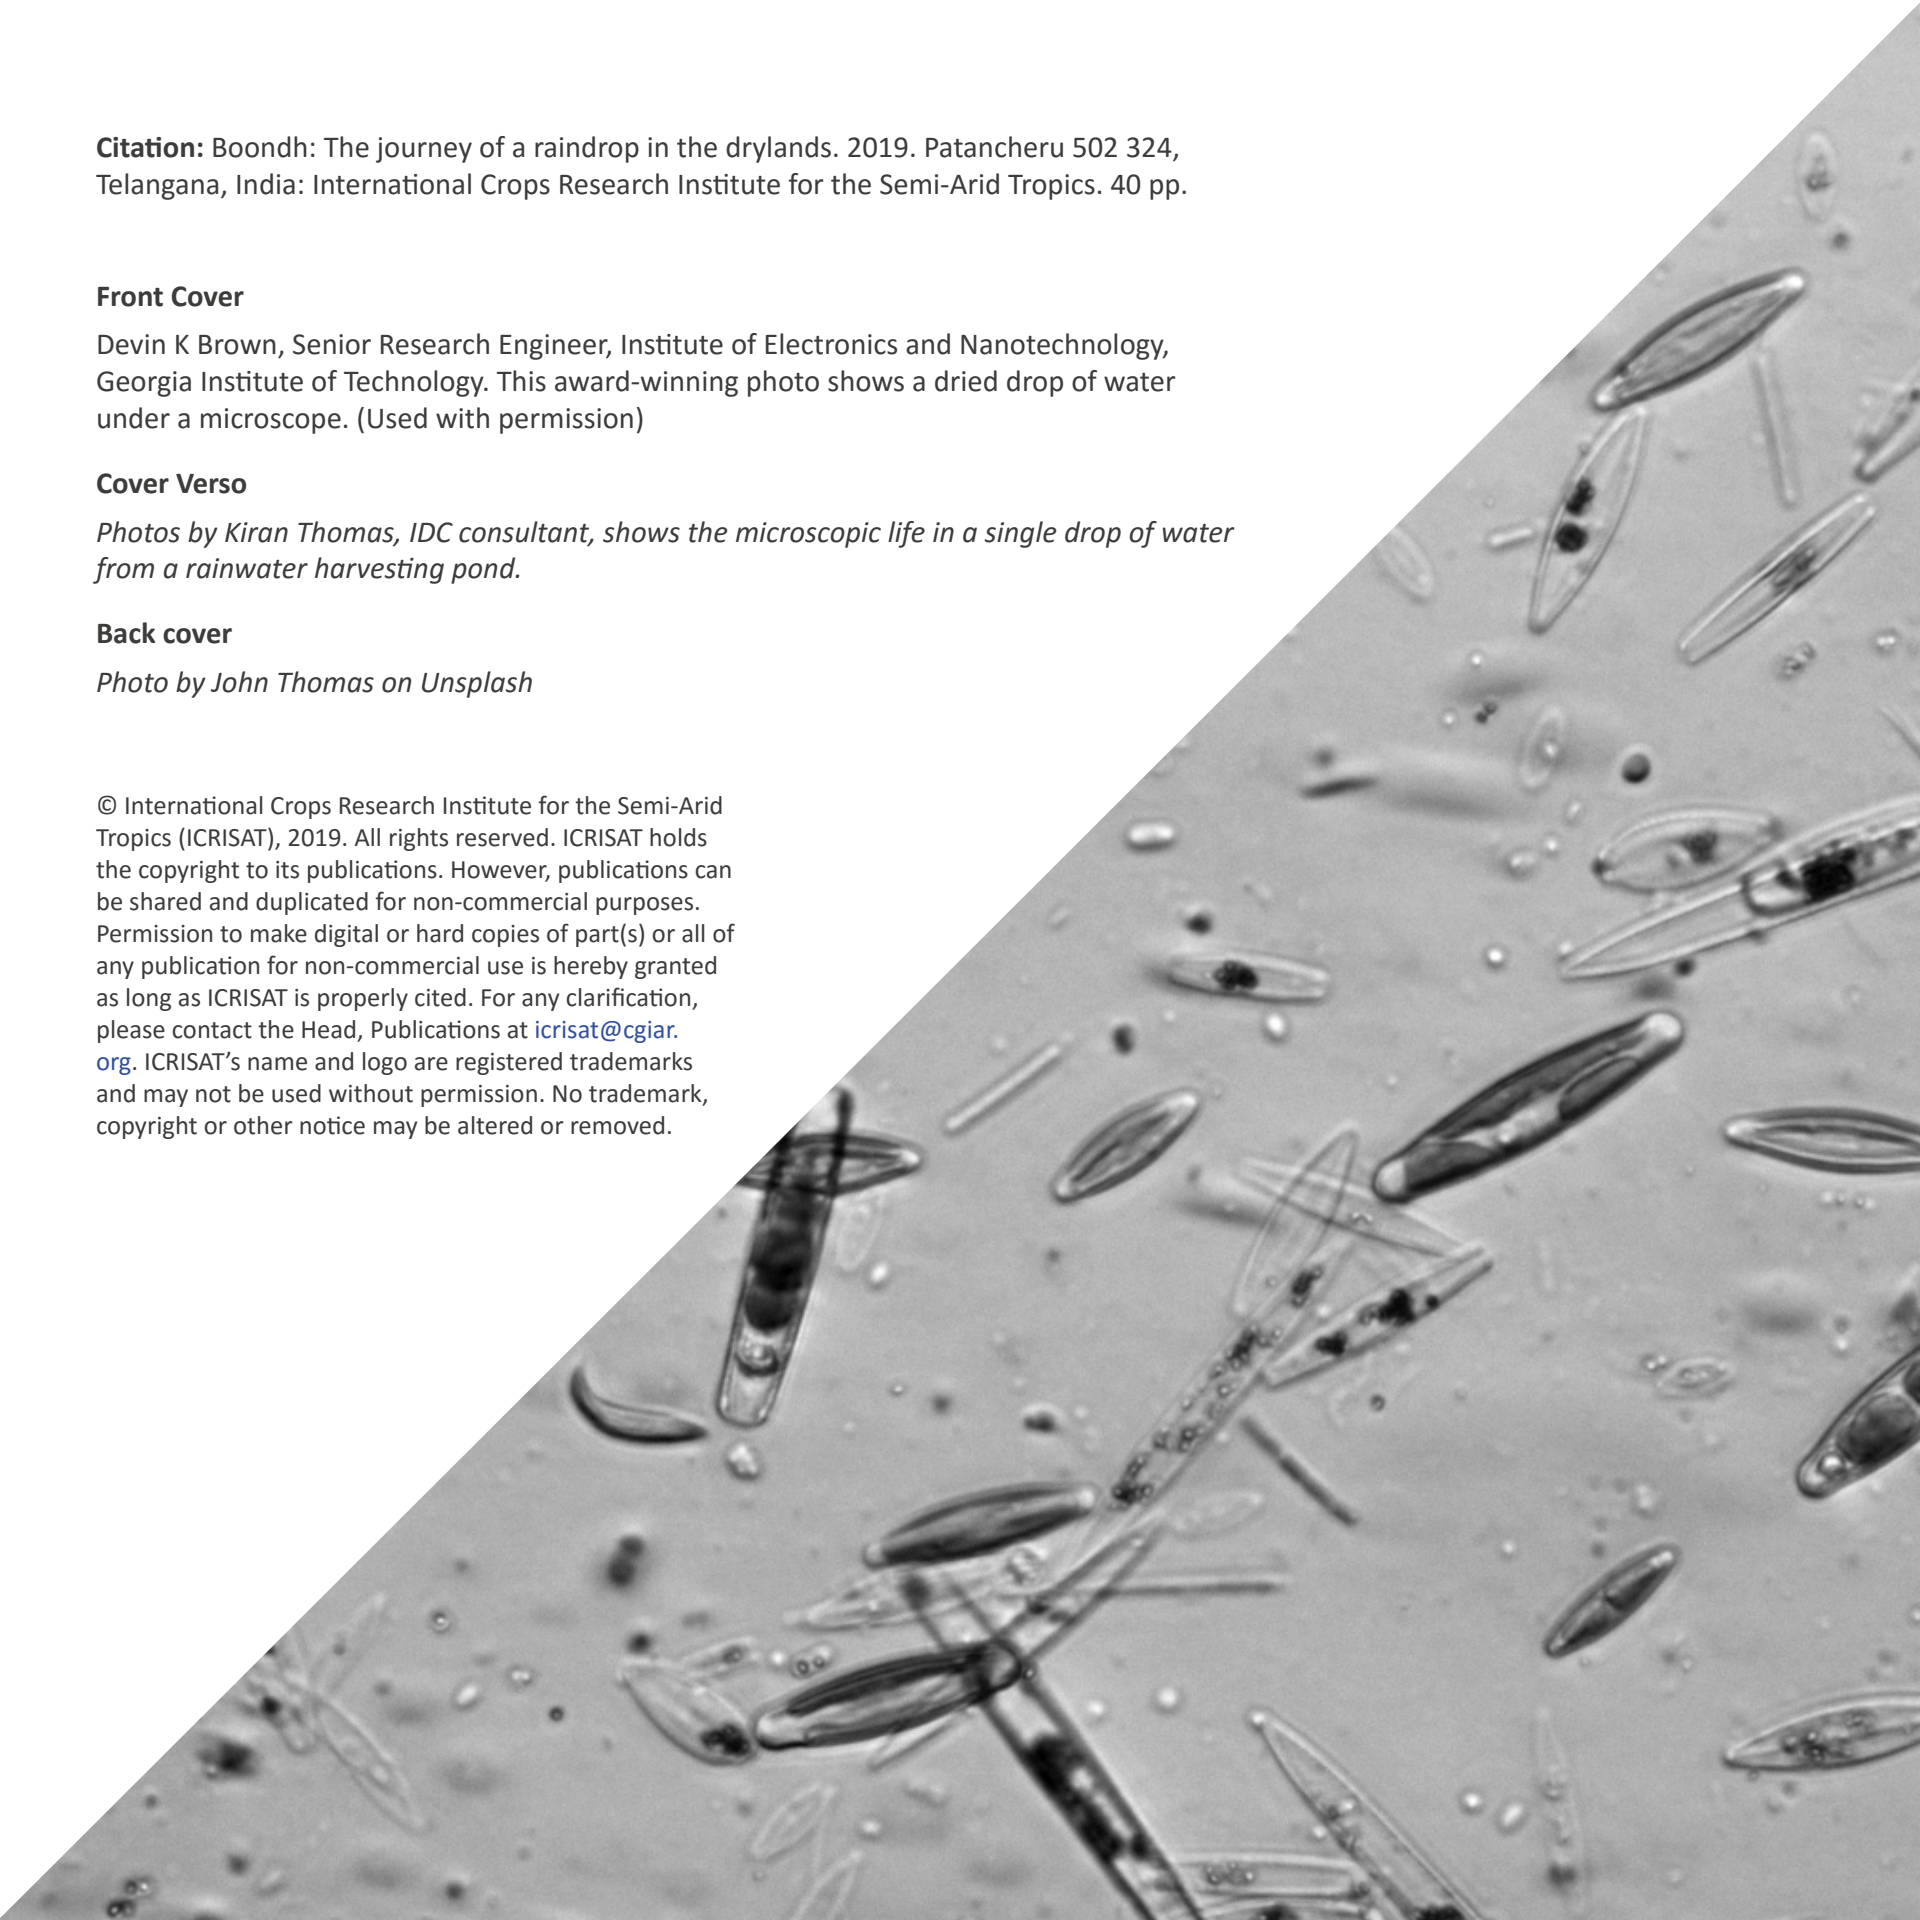 Citation: Boondh: The journey of a raindrop in the drylands. 2019. Patancheru 502 324,
Telangana, India: International Crops Research Institute for the Semi-Arid Tropics. 40 pp.
Front Cover
Devin K Brown, Senior Research Engineer, Institute of Electronics and Nanotechnology,
Georgia Institute of Technology. This award-winning photo shows a dried drop of water
under a microscope. (Used with permission)
Cover Verso
Photos by Kiran Thomas, IDC consultant, shows the microscopic life in a single drop of water
from a rainwater harvesting pond.
Back cover
Photo by John Thomas on Unsplash
© International Crops Research Institute for the Semi-Arid
Tropics (ICRISAT), 2019. All rights reserved. ICRISAT holds
the copyright to its publications. However, publications can
be shared and duplicated for non-commercial purposes.
Permission to make digital or hard copies of part(s) or all of
any publication for non-commercial use is hereby granted
as long as ICRISAT is properly cited. For any clarification,
please contact the Head, Publications at icrisat@cgiar.
org. ICRISAT’s name and logo are registered trademarks
and may not be used without permission. No trademark,
copyright or other notice may be altered or removed.